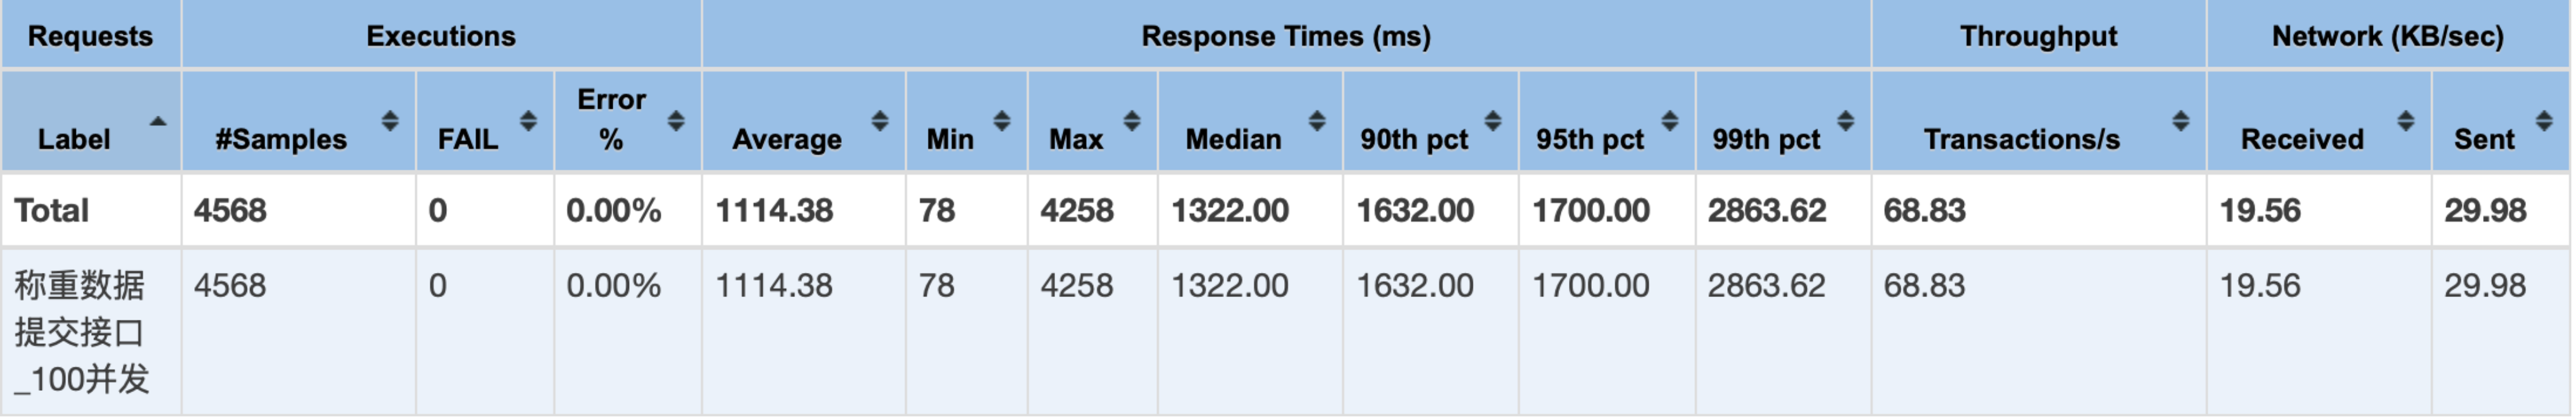 Requests Executions Response Times (ms) Throughput Network (KB/sec)
Label #Samples FAIL Error % Average Min Max Median 90th pct 95th pct 99th pct Transactions/s Received Sent
Total 4568 0 0.00% 1114.38 78 4258 1322.00 1632.00 1700.00 2863.62 68.83 19.56 29.98
称重数据 4568 0 0.00% 1114.38 78 4258 1322.00 1632.00 1700.00 2863.62 68.83 19.56 29.98
提交接口
_100并发